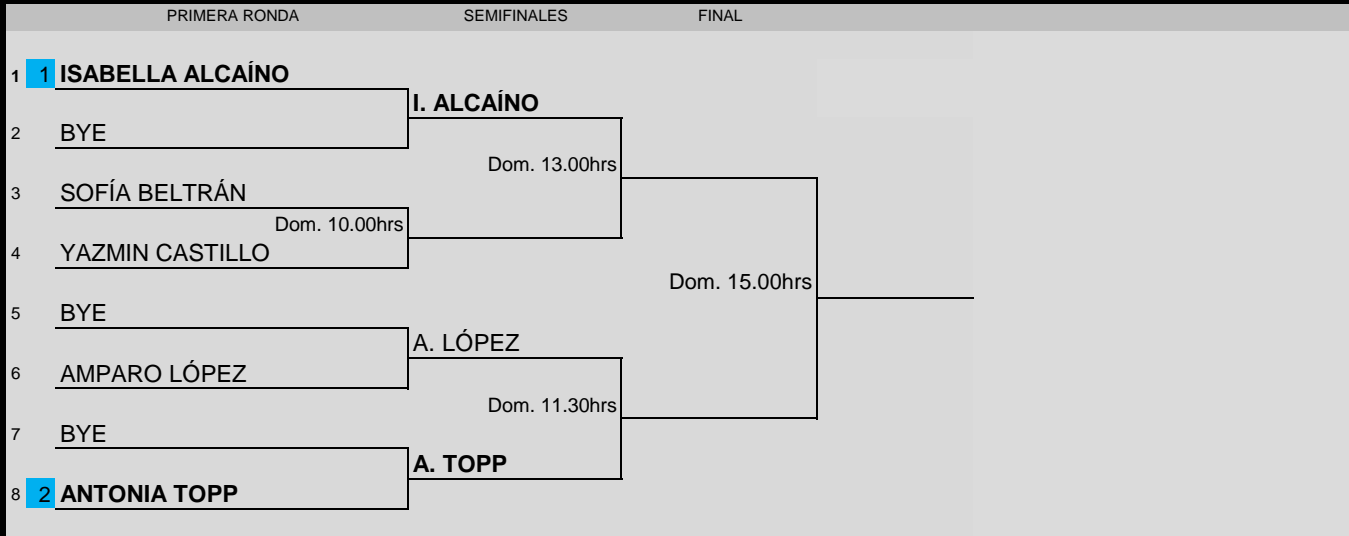 PRIMERA RONDA SEMIFINALES FINAL
1 1 ISABELLA ALCAÍNO
I. ALCAÍNO
2 BYE
Dom. 13.00hrs
3 SOFÍA BELTRÁN
Dom. 10.00hrs
4 YAZMIN CASTILLO
Dom. 15.00hrs
5 BYE
A. LÓPEZ
6 AMPARO LÓPEZ
Dom. 11.30hrs
7 BYE
A. TOPP
8 2 ANTONIA TOPP